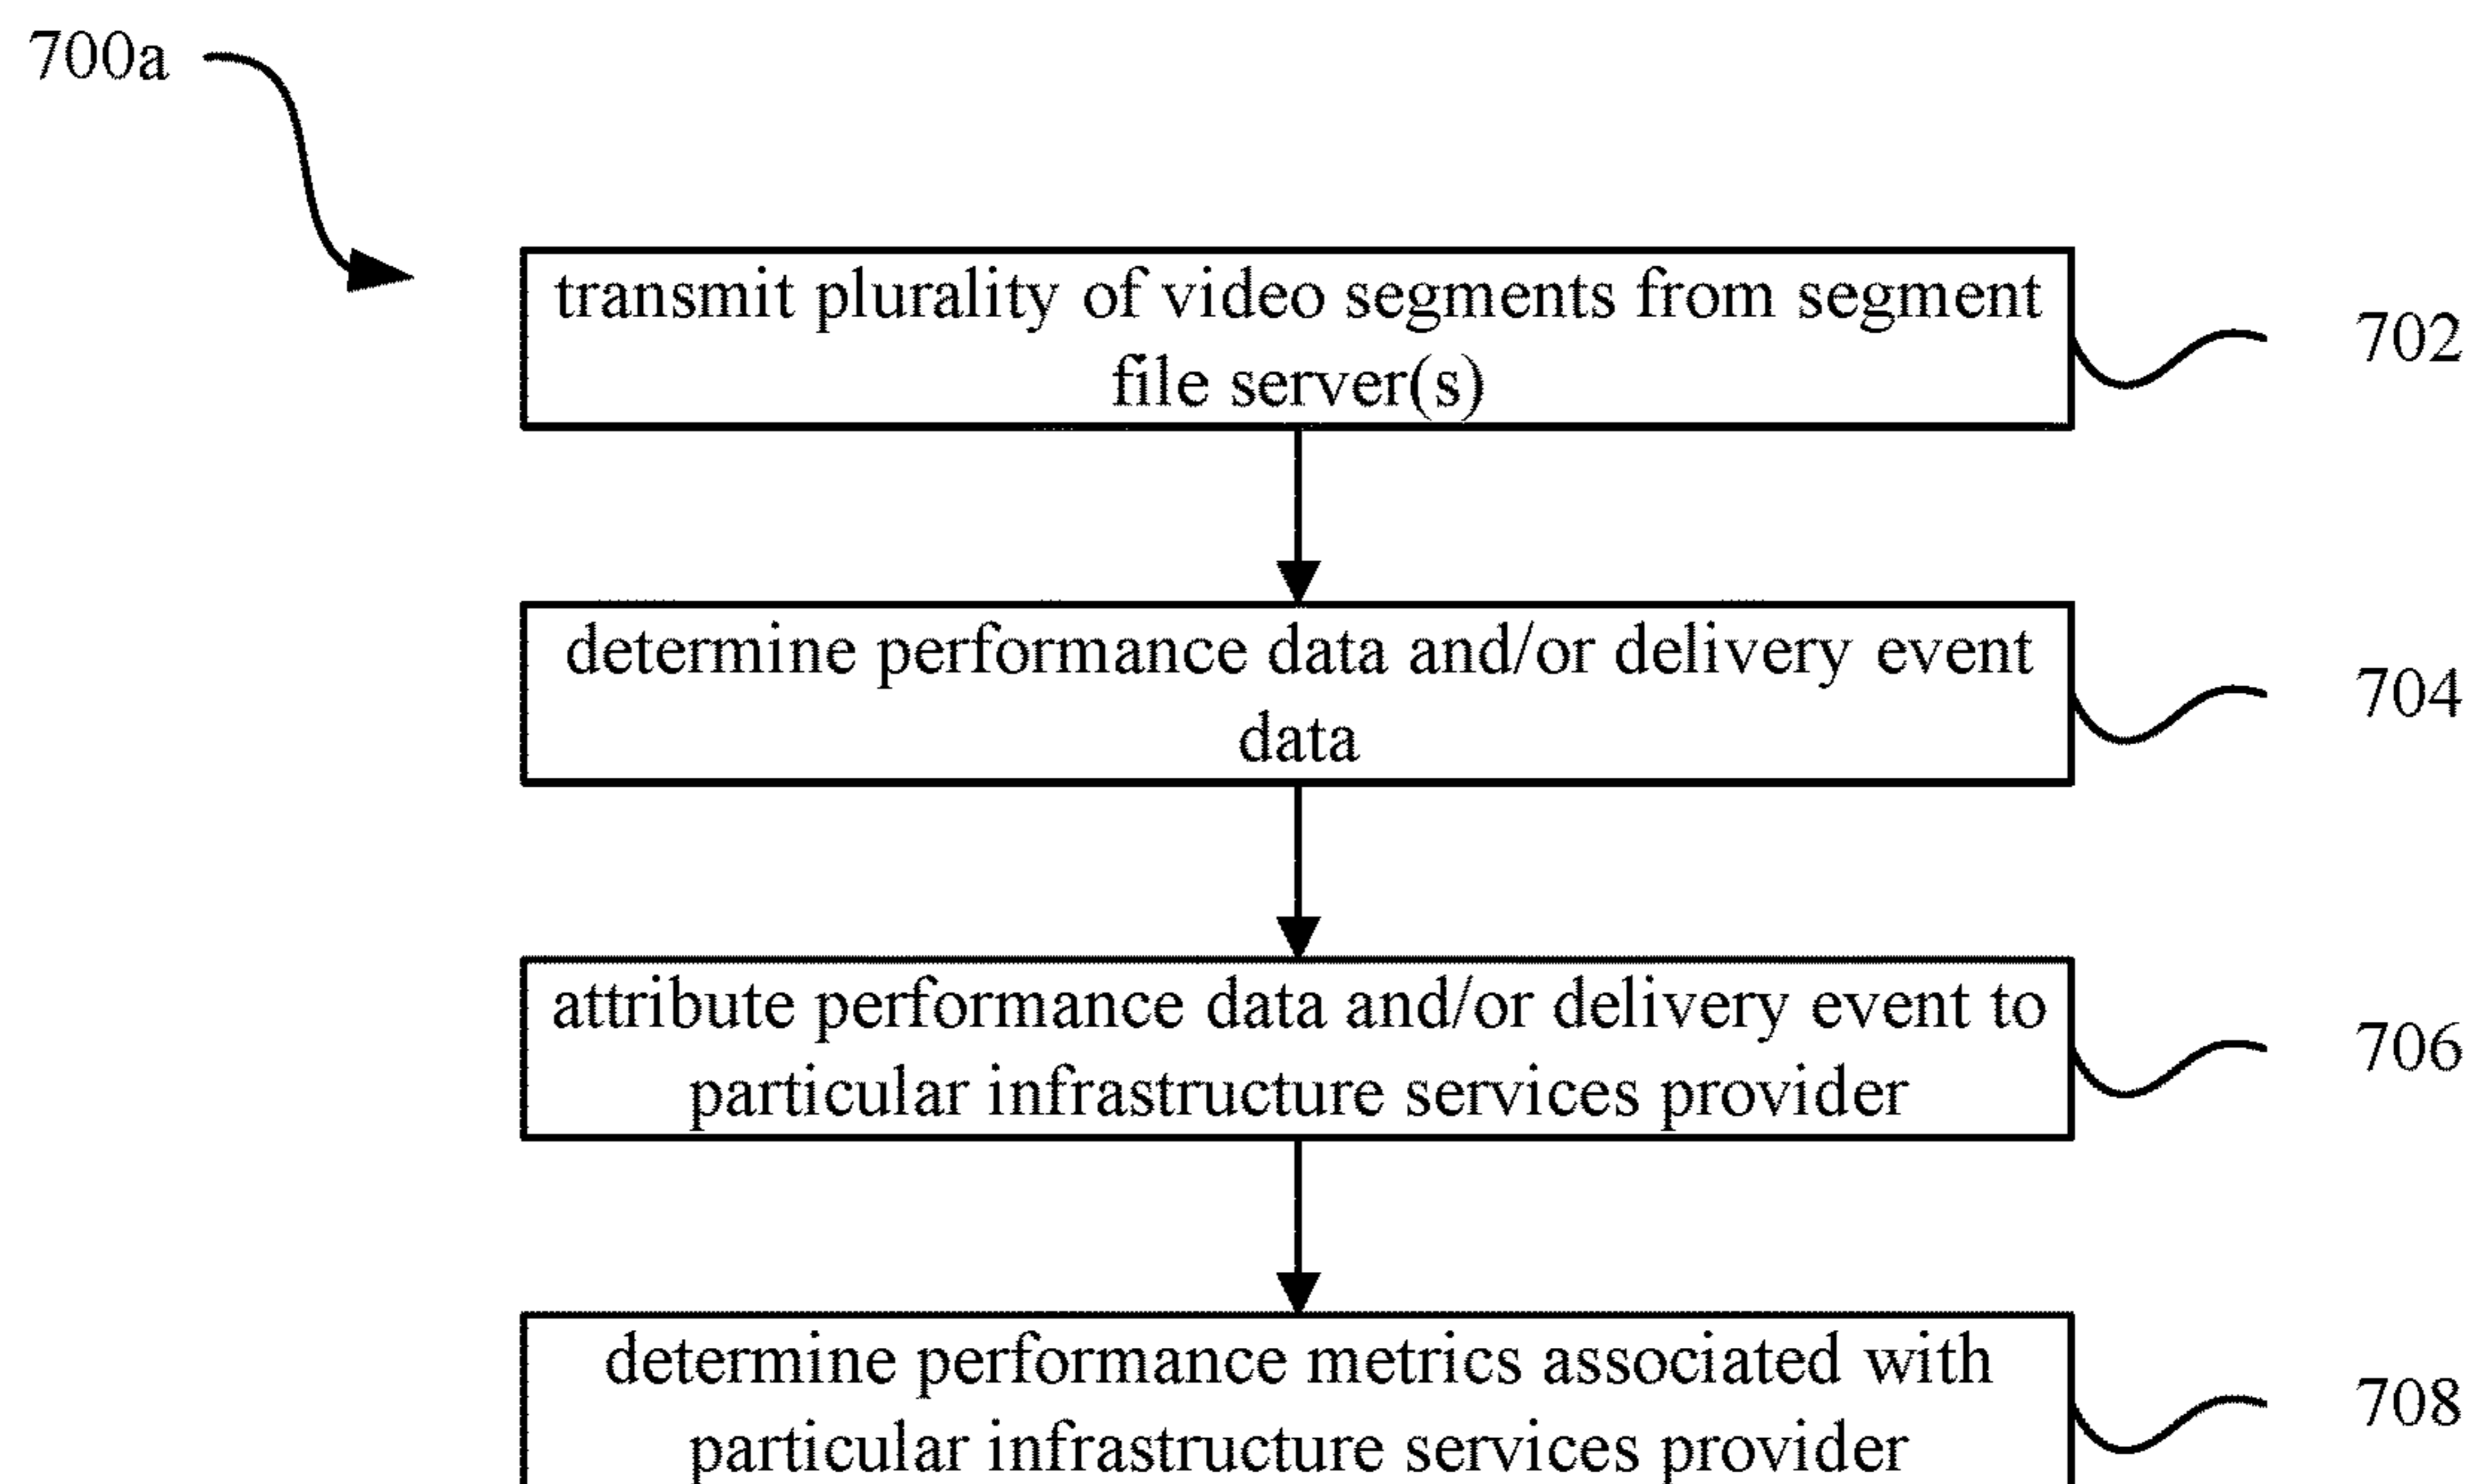 700a
transmit plurality of video segments from segment
file server(s)
702
determine performance data and/or delivery event
data
704
attribute performance data and/or delivery event to
particular infrastructure services provider
706
determine performance metrics associated with
particular infrastructure services provider
708